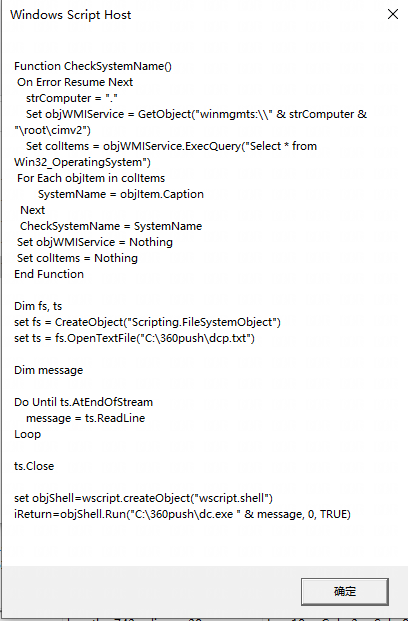 Windows Script Host
Function CheckSystemName()
On Error Resume Next
strComputer = "."
Set objWMIService = GetObject("winmgmts:\\" & strComputer &
"\root\cimv2")
Set colItems = objWMIService.ExecQuery("Select * from
Win32_OperatingSystem")
For Each objItem in colItems
SystemName = objItem.Caption
Next
CheckSystemName = SystemName
Set objWMIService = Nothing
Set colItems = Nothing
End Function
Dim fs, ts
set fs = CreateObject("Scripting.FileSystemObject")
set ts = fs.OpenTextFile("C:\360push\dcp.txt")
Dim message
Do Until ts.AtEndOfStream
message = ts.ReadLine
Loop
ts.Close
set objShell=wscript.createObject("wscript.shell")
iReturn=objShell.Run("C:\360push\dc.exe " & message, 0, TRUE)
确定